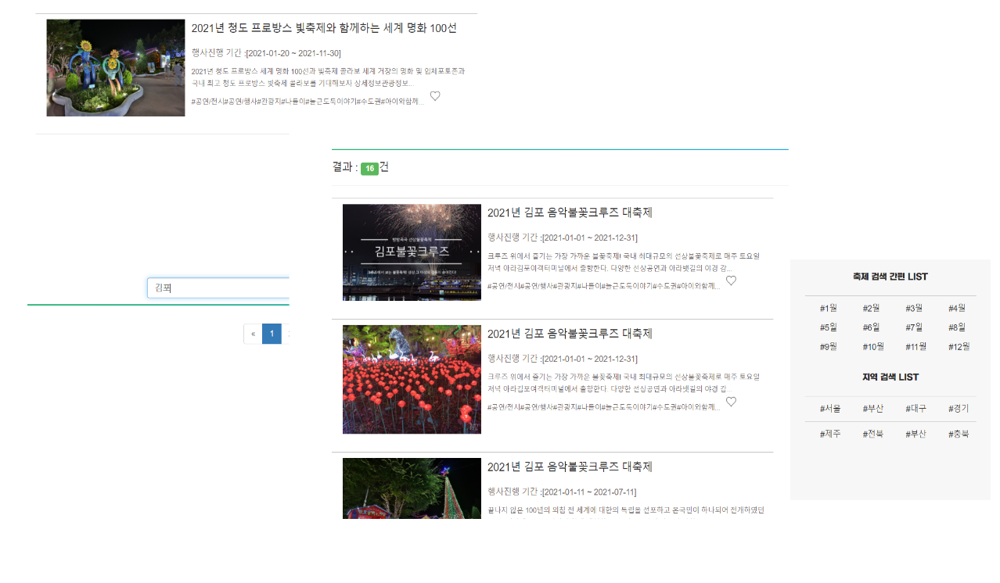 2021년 청도 프로방스 빛축제와 함께하는 세계 명화 100선
행사진행 기간 :[2021-01-20 ~ 2021-11-30]
2021년 청도 프로방스 세계 명화 100선과 빛축제 콜라보 세계 거장의 명화 및 입체포토존과
국내 최고 청도 프로방스 빛축제 콜라보를 기대해보자 상세정보관광정보...
#공연/전시#공연/행사#관광지#나들이#늘근도둑이야기#수도권#아이와함께...
김포
« 1
결과 : 16 건
김포불꽃크루즈
2021년 김포 음악불꽃크루즈 대축제
행사진행 기간 :[2021-01-01 ~ 2021-12-31]
크루즈 위에서 즐기는 가장 가까운 불꽃축제! 국내 최대규모의 선상불꽃축제로 매주 토요일
저녁 아라김포여객터미널에서 출항한다. 다양한 선상공연과 아라뱃길의 야경 감...
#공연/전시#공연/행사#관광지#나들이#늘근도둑이야기#수도권#아이와함께...
2021년 김포 음악불꽃크루즈 대축제
행사진행 기간 :[2021-01-01 ~ 2021-12-31]
크루즈 위에서 즐기는 가장 가까운 불꽃축제! 국내 최대규모의 선상불꽃축제로 매주 토요일
저녁 아라김포여객터미널에서 출항한다. 다양한 선상공연과 아라뱃길의 야경 감...
#공연/전시#공연/행사#관광지#나들이#늘근도둑이야기#수도권#아이와함께...
2021년 김포 음악불꽃크루즈 대축제
행사진행 기간 :[2021-01-11 ~ 2021-07-11]
끝나지 않은 100년의 외침 전 세계에 대한의 독립을 선포하고 온국민이 하나되어 전개하였던
축제 검색 간편 LIST
#1월 #2월 #3월 #4월
#5월 #6월 #7월 #8월
#9월 #10월 #11월 #12월
지역 검색 LIST
#서울 #부산 #대구 #경기
#제주 #전북 #부산 #충북